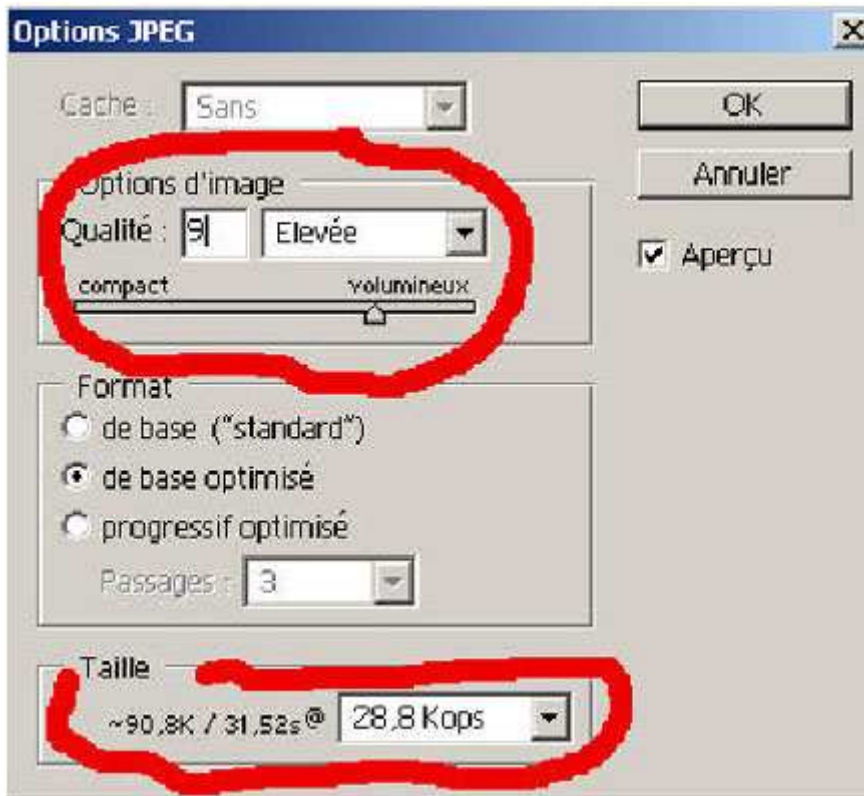 Options JPEG
Cache : Sans
OK
Options d'image
Annuler
Qualité : 9 Elevée
Aperçu
compact volumineux
Format
de base ("standard")
de base optimisé
progressif optimisé
Passages : 3
Taille
~90,8K / 31,52s @ 28,8 Kops